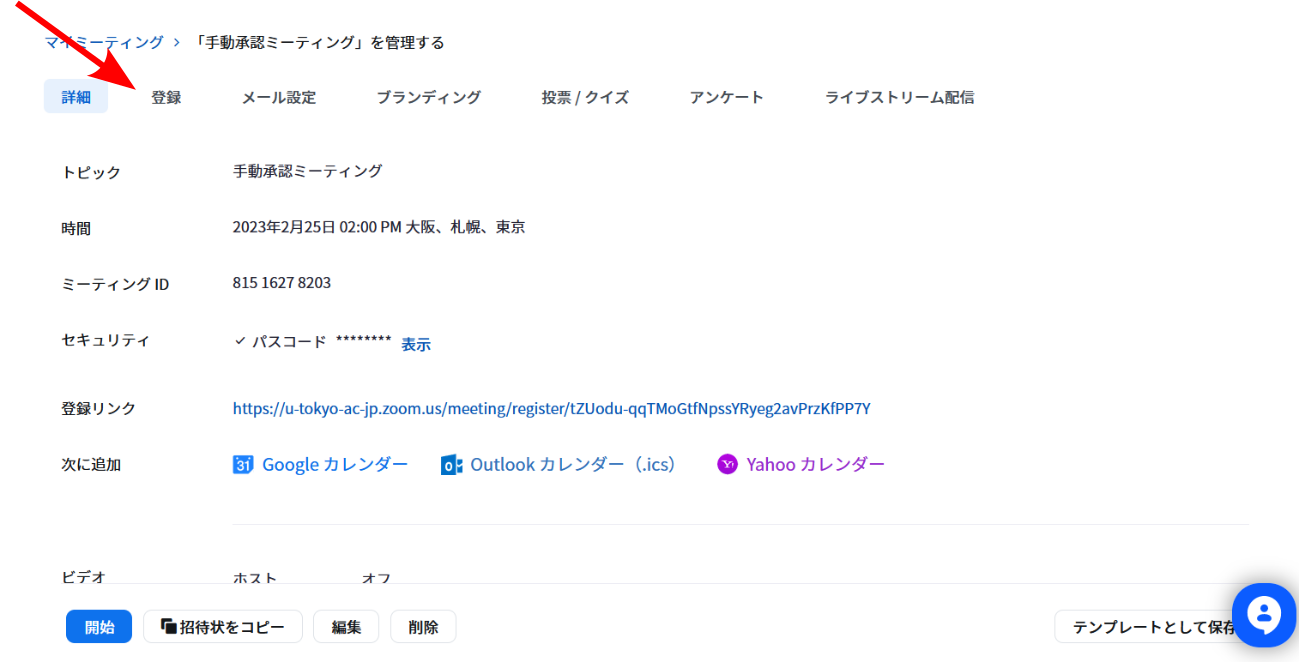 マイミーティング > 「手動承認ミーティング」を管理する
詳細 登録 メール設定 ブランディング 投票 / クイズ アンケート ライブストリーム配信
トピック 手動承認ミーティング
時間 2023年2月25日 02:00 PM 大阪、札幌、東京
ミーティング ID 815 1627 8203
セキュリティ ✓ パスコード ******** 表示
登録リンク https://u-tokyo-ac-jp.zoom.us/meeting/register/tZUodu-qqTMoGtfNpssYRyeg2avPrzKfPP7Y
次に追加 31 Google カレンダー Outlook カレンダー（.ics） Yahoo カレンダー
ビデオ ホスト オフ
開始 招待状をコピー 編集 削除 テンプレートとして保存